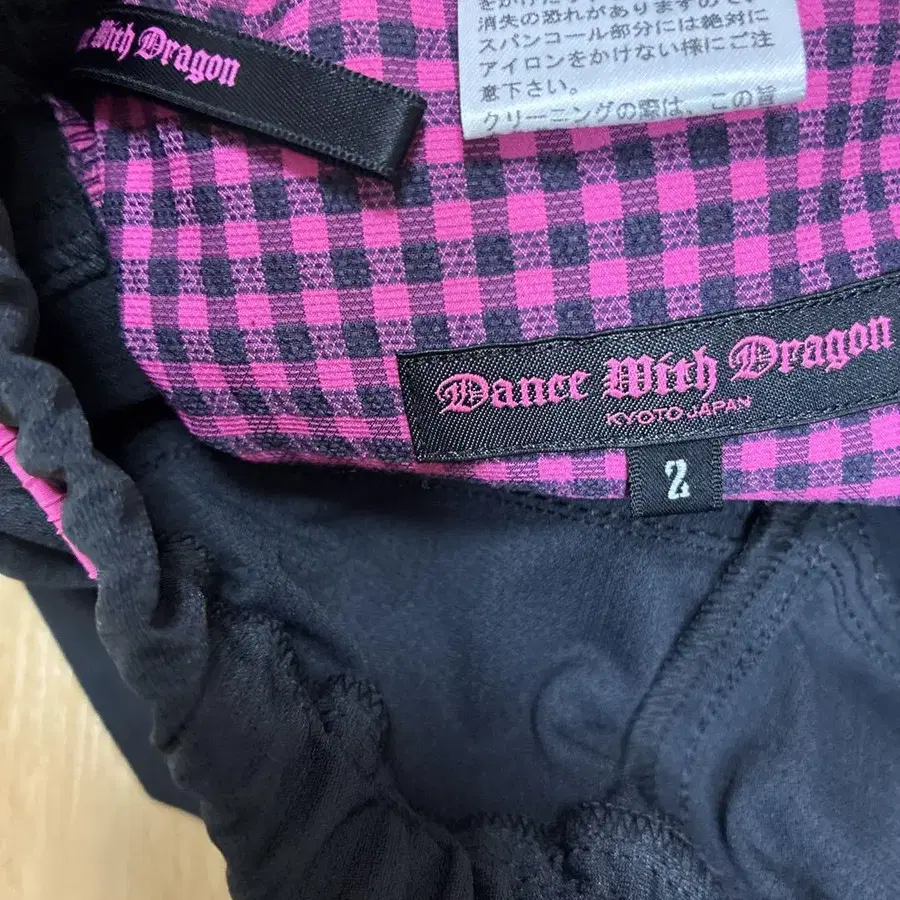 Dance With Dragon
消失の恐れがありますので、
スパンコール部分には絶対に
アイロンをかけない様にご注
意下さい。
クリーニングの際は、この旨
Dance With Dragon
KYOTO JAPAN
2